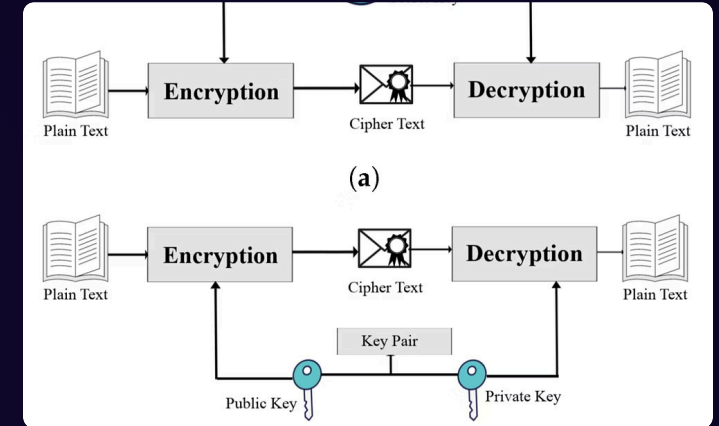 Encryption
Decryption
Plain Text
Cipher Text
Plain Text
(a)
Encryption
Decryption
Plain Text
Cipher Text
Plain Text
Key Pair
Public Key
Private Key